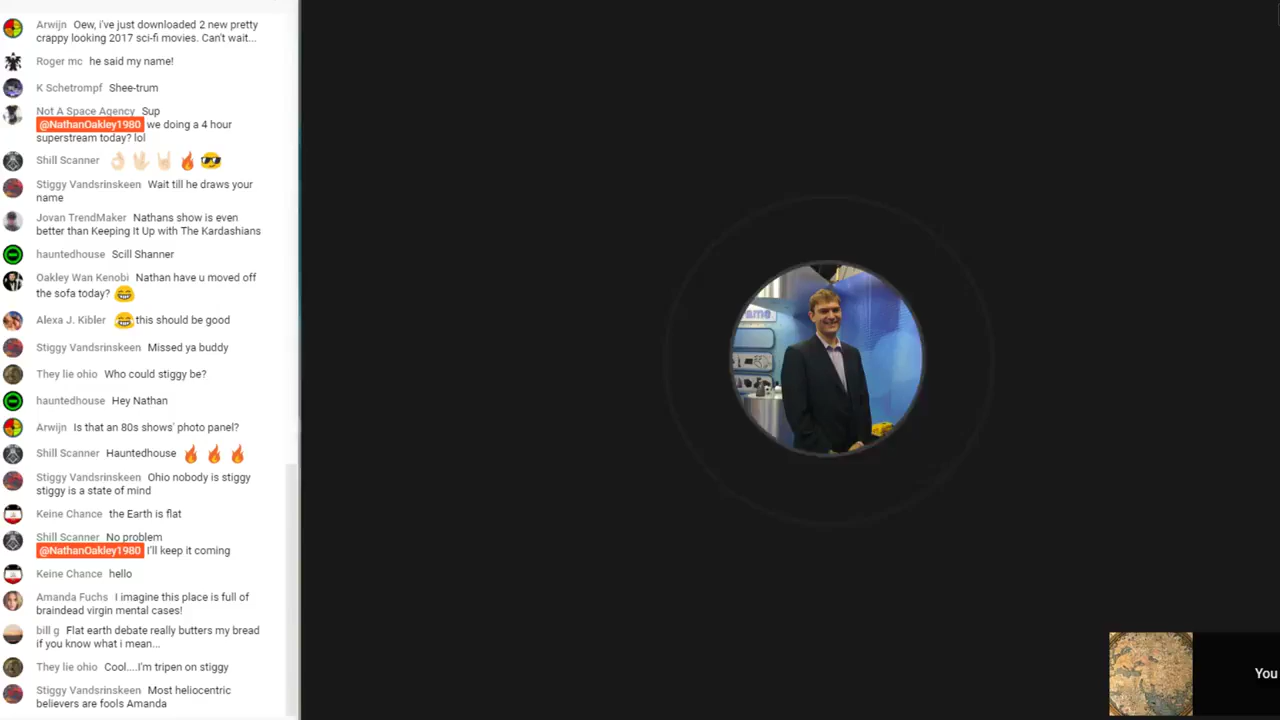 Arwijn Oew, i've just downloaded 2 new pretty
crappy looking 2017 sci-fi movies. Can't wait...
Roger mc he said my name!
K Schetrompf Shee-trum
Not A Space Agency Sup
@NathanOakley1980 we doing a 4 hour
superstream today? lol
Shill Scanner 👌🏻 🖖🏻 🤘🏻 🔥 😎
Stiggy Vandsrinskeen Wait till he draws your
name
Jovan TrendMaker Nathans show is even
better than Keeping It Up with The Kardashians
hauntedhouse Scill Shanner
Oakley Wan Kenobi Nathan have u moved off
the sofa today? 😂
Alexa J. Kibler 😂 this should be good
Stiggy Vandsrinskeen Missed ya buddy
They lie ohio Who could stiggy be?
hauntedhouse Hey Nathan
Arwijn Is that an 80s shows' photo panel?
Shill Scanner Hauntedhouse 🔥 🔥 🔥
Stiggy Vandsrinskeen Ohio nobody is stiggy
stiggy is a state of mind
Keine Chance the Earth is flat
Shill Scanner No problem
@NathanOakley1980 I'll keep it coming
Keine Chance hello
Amanda Fuchs I imagine this place is full of
braindead virgin mental cases!
bill g Flat earth debate really butters my bread
if you know what i mean...
They lie ohio Cool....I'm tripen on stiggy
Stiggy Vandsrinskeen Most heliocentric
believers are fools Amanda
You